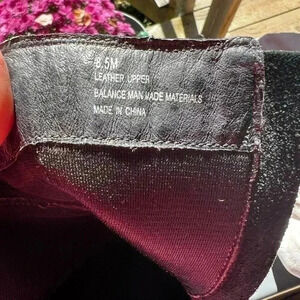 8.5M
LEATHER UPPER
BALANCE MAN MADE MATERIALS
MADE IN CHINA